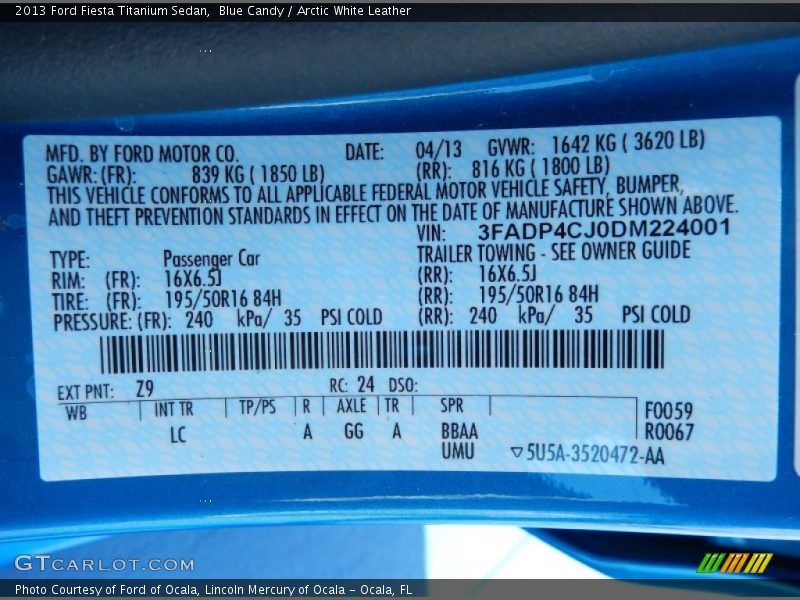 2013 Ford Fiesta Titanium Sedan,  Blue Candy / Arctic White Leather
MFD. BY FORD MOTOR CO. DATE: 04/13 GVWR: 1642 KG ( 3620 LB)
GAWR: (FR): 839 KG ( 1850 LB) (RR): 816 KG ( 1800 LB)
THIS VEHICLE CONFORMS TO ALL APPLICABLE FEDERAL MOTOR VEHICLE SAFETY, BUMPER,
AND THEFT PREVENTION STANDARDS IN EFFECT ON THE DATE OF MANUFACTURE SHOWN ABOVE.
VIN: 3FADP4CJ0DM224001
TYPE: Passenger Car TRAILER TOWING - SEE OWNER GUIDE
RIM: (FR): 16X6.5J (RR): 16X6.5J
TIRE: (FR): 195/50R16 84H (RR): 195/50R16 84H
PRESSURE: (FR): 240 kPa/ 35 PSI COLD (RR): 240 kPa/ 35 PSI COLD
EXT PNT: Z9 RC: 24 DSO:
WB INT TR TP/PS R AXLE TR SPR F0059
LC A GG A BBAA R0067
UMU ▽5U5A-3520472-AA
GTCARLOT.COM
Photo Courtesy of Ford of Ocala, Lincoln Mercury of Ocala - Ocala, FL